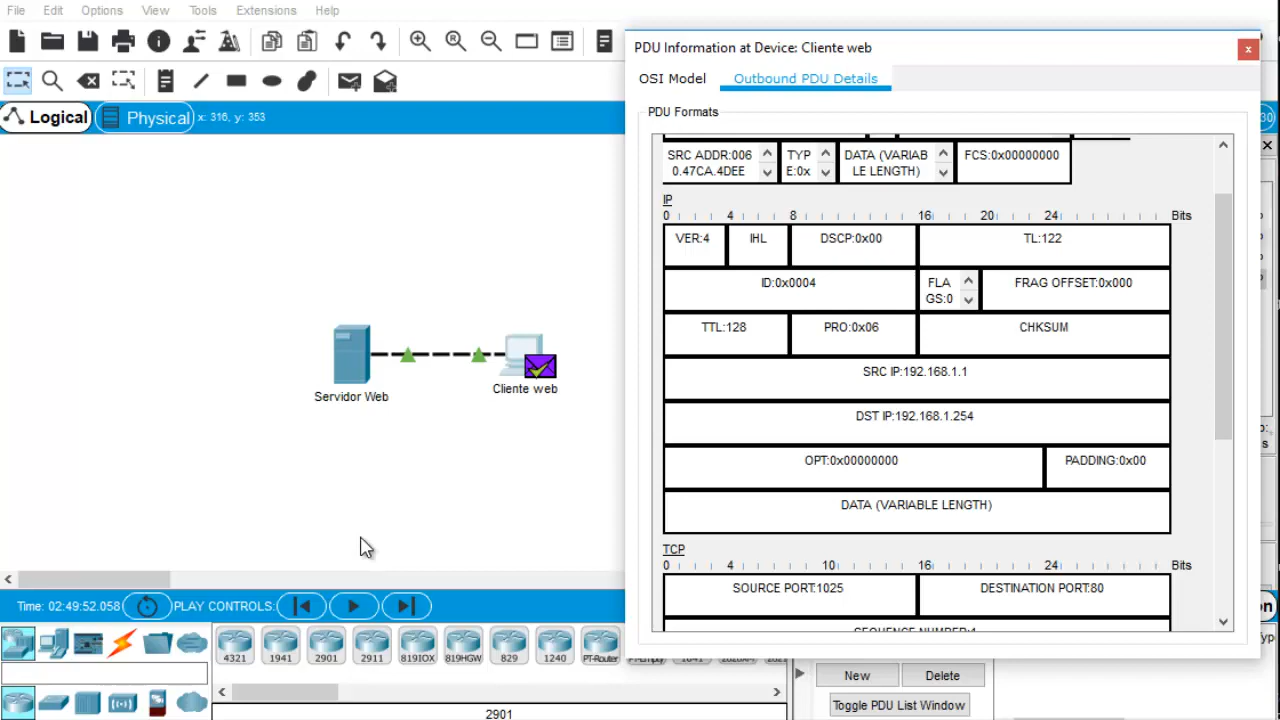 File Edit Options View Tools Extensions Help
PDU Information at Device: Cliente web
x
OSI Model Outbound PDU Details
PDU Formats
Logical Physical x: 316, y: 353
SRC ADDR:006
0.47CA.4DEE
TYP
E:0x
DATA (VARIAB
LE LENGTH)
FCS:0x00000000
IP
0 4 8 16 20 24 Bits
VER:4 IHL DSCP:0x00 TL:122
ID:0x0004
FLA
GS:0
FRAG OFFSET:0x000
TTL:128 PRO:0x06 CHKSUM
SRC IP:192.168.1.1
DST IP:192.168.1.254
OPT:0x00000000 PADDING:0x00
DATA (VARIABLE LENGTH)
TCP
0 4 10 16 24 Bits
SOURCE PORT:1025 DESTINATION PORT:80
SEQUENCE NUMBER:1
Servidor Web
Cliente web
Time: 02:49:52.058 PLAY CONTROLS:
4321 1941 2901 2911 819IOX 819HGW 829 1240 PT-Router PT-Empty 1841
2901
New Delete
Toggle PDU List Window